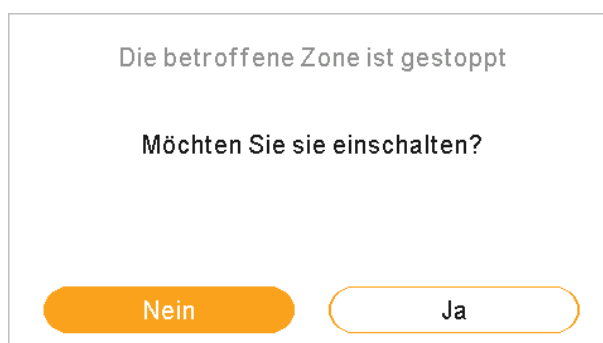 Die betroffene Zone ist gestoppt
Möchten Sie sie einschalten?
Nein
Ja